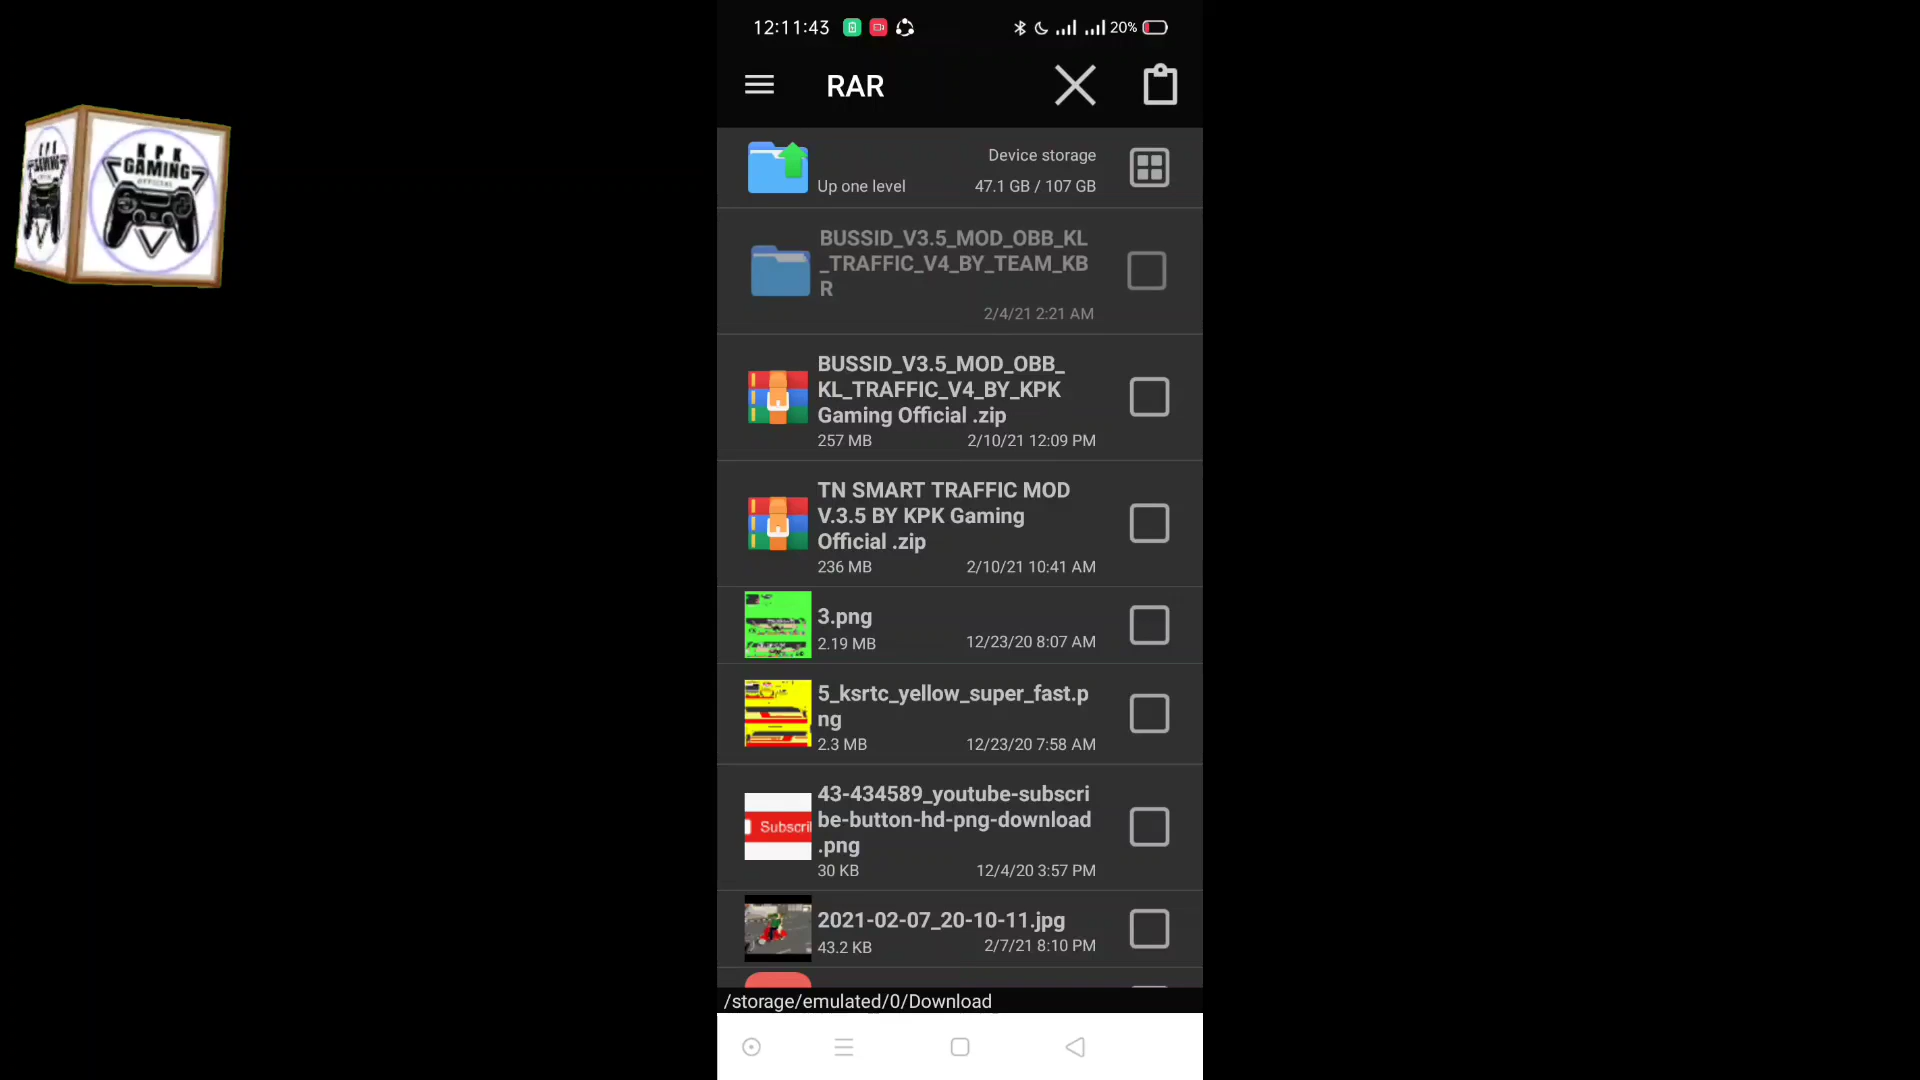 12:11:43
20%
RAR
KPK
GAMING
Device storage
Up one level
47.1 GB / 107 GB
BUSSID_V3.5_MOD_OBB_KL
_TRAFFIC_V4_BY_TEAM_KB
R
2/4/21 2:21 AM
BUSSID_V3.5_MOD_OBB_
KL_TRAFFIC_V4_BY_KPK
Gaming Official .zip
257 MB
2/10/21 12:09 PM
TN SMART TRAFFIC MOD
V.3.5 BY KPK Gaming
Official .zip
236 MB
2/10/21 10:41 AM
3.png
2.19 MB
12/23/20 8:07 AM
5_ksrtc_yellow_super_fast.p
ng
2.3 MB
12/23/20 7:58 AM
Subscri
43-434589_youtube-subscri
be-button-hd-png-download
.png
30 KB
12/4/20 3:57 PM
2021-02-07_20-10-11.jpg
43.2 KB
2/7/21 8:10 PM
/storage/emulated/0/Download